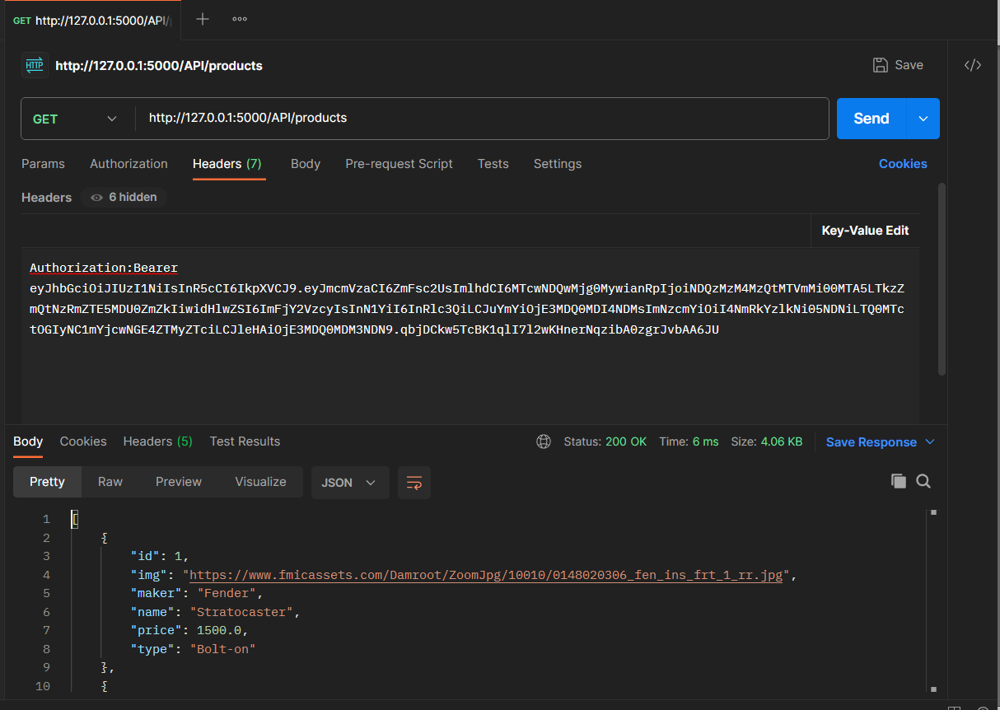 GET http://127.0.0.1:5000/API/
http://127.0.0.1:5000/API/products
Save
GET http://127.0.0.1:5000/API/products Send
Params Authorization Headers (7) Body Pre-request Script Tests Settings Cookies
Headers 6 hidden
Key-Value Edit
Authorization:Bearer
eyJhbGciOiJIUzI1NiIsInR5cCI6IkpXVCJ9.eyJmcmVzaCI6ZmFsc2UsImlhdCI6MTcwNDQwMjg0MywianRpIjoiNDQzMzM4MzQtMTVmMi00MTA5LTkzZ
mQtNzRmZTE5MDU0ZmZkIiwidHlwZSI6ImFjY2VzcyIsInN1YiI6InRlc3QiLCJuYmYiOjE3MDQ0MDI4NDMsImNzcmYiOiI4NmRkYzlkNi05NDNiLTQ0MTc
tOGIyNC1mYjcwNGE4ZTMyZTciLCJleHAiOjE3MDQ0MDM3NDN9.qbjDCkw5TcBK1qlI7l2wKHnerNqzibA0zgrJvbAA6JU
Body Cookies Headers (5) Test Results Status: 200 OK Time: 6 ms Size: 4.06 KB Save Response
Pretty Raw Preview Visualize JSON
1 [
2 {
3 "id": 1,
4 "img": "https://www.fmicassets.com/Damroot/ZoomJpg/10010/0148020306_fen_ins_frt_1_rr.jpg",
5 "maker": "Fender",
6 "name": "Stratocaster",
7 "price": 1500.0,
8 "type": "Bolt-on"
9 },
10 {